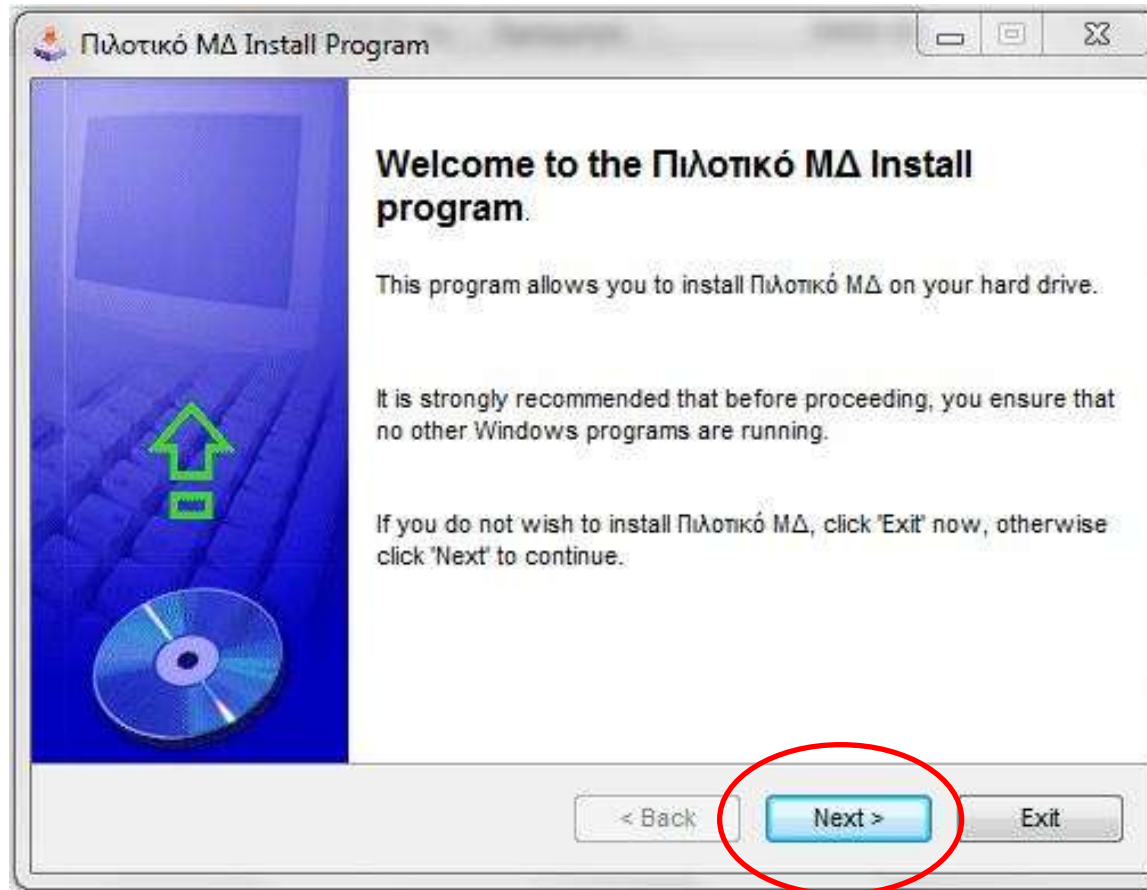 Πιλοτικό ΜΔ Install Program
Welcome to the Πιλοτικό ΜΔ Install
program.
This program allows you to install Πιλοτικό ΜΔ on your hard drive.
It is strongly recommended that before proceeding, you ensure that
no other Windows programs are running.
If you do not wish to install Πιλοτικό ΜΔ, click 'Exit' now, otherwise
click 'Next' to continue.
< Back
Next >
Exit